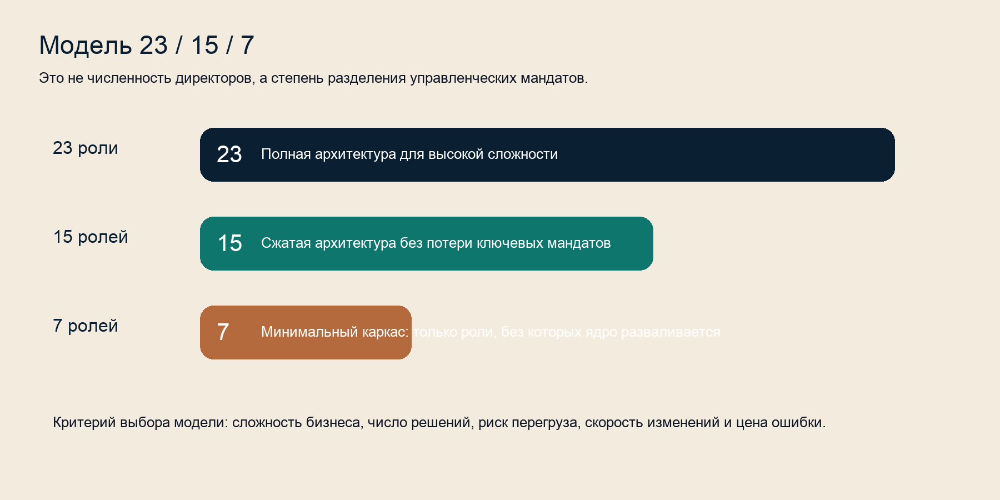 Модель 23 / 15 / 7
Это не численность директоров, а степень разделения управленческих мандатов.
23 роли
23 Полная архитектура для высокой сложности
15 ролей
15 Сжатая архитектура без потери ключевых мандатов
7 ролей
7 Минимальный каркас: только роли, без которых ядро разваливается
Критерий выбора модели: сложность бизнеса, число решений, риск перегруза, скорость изменений и цена ошибки.